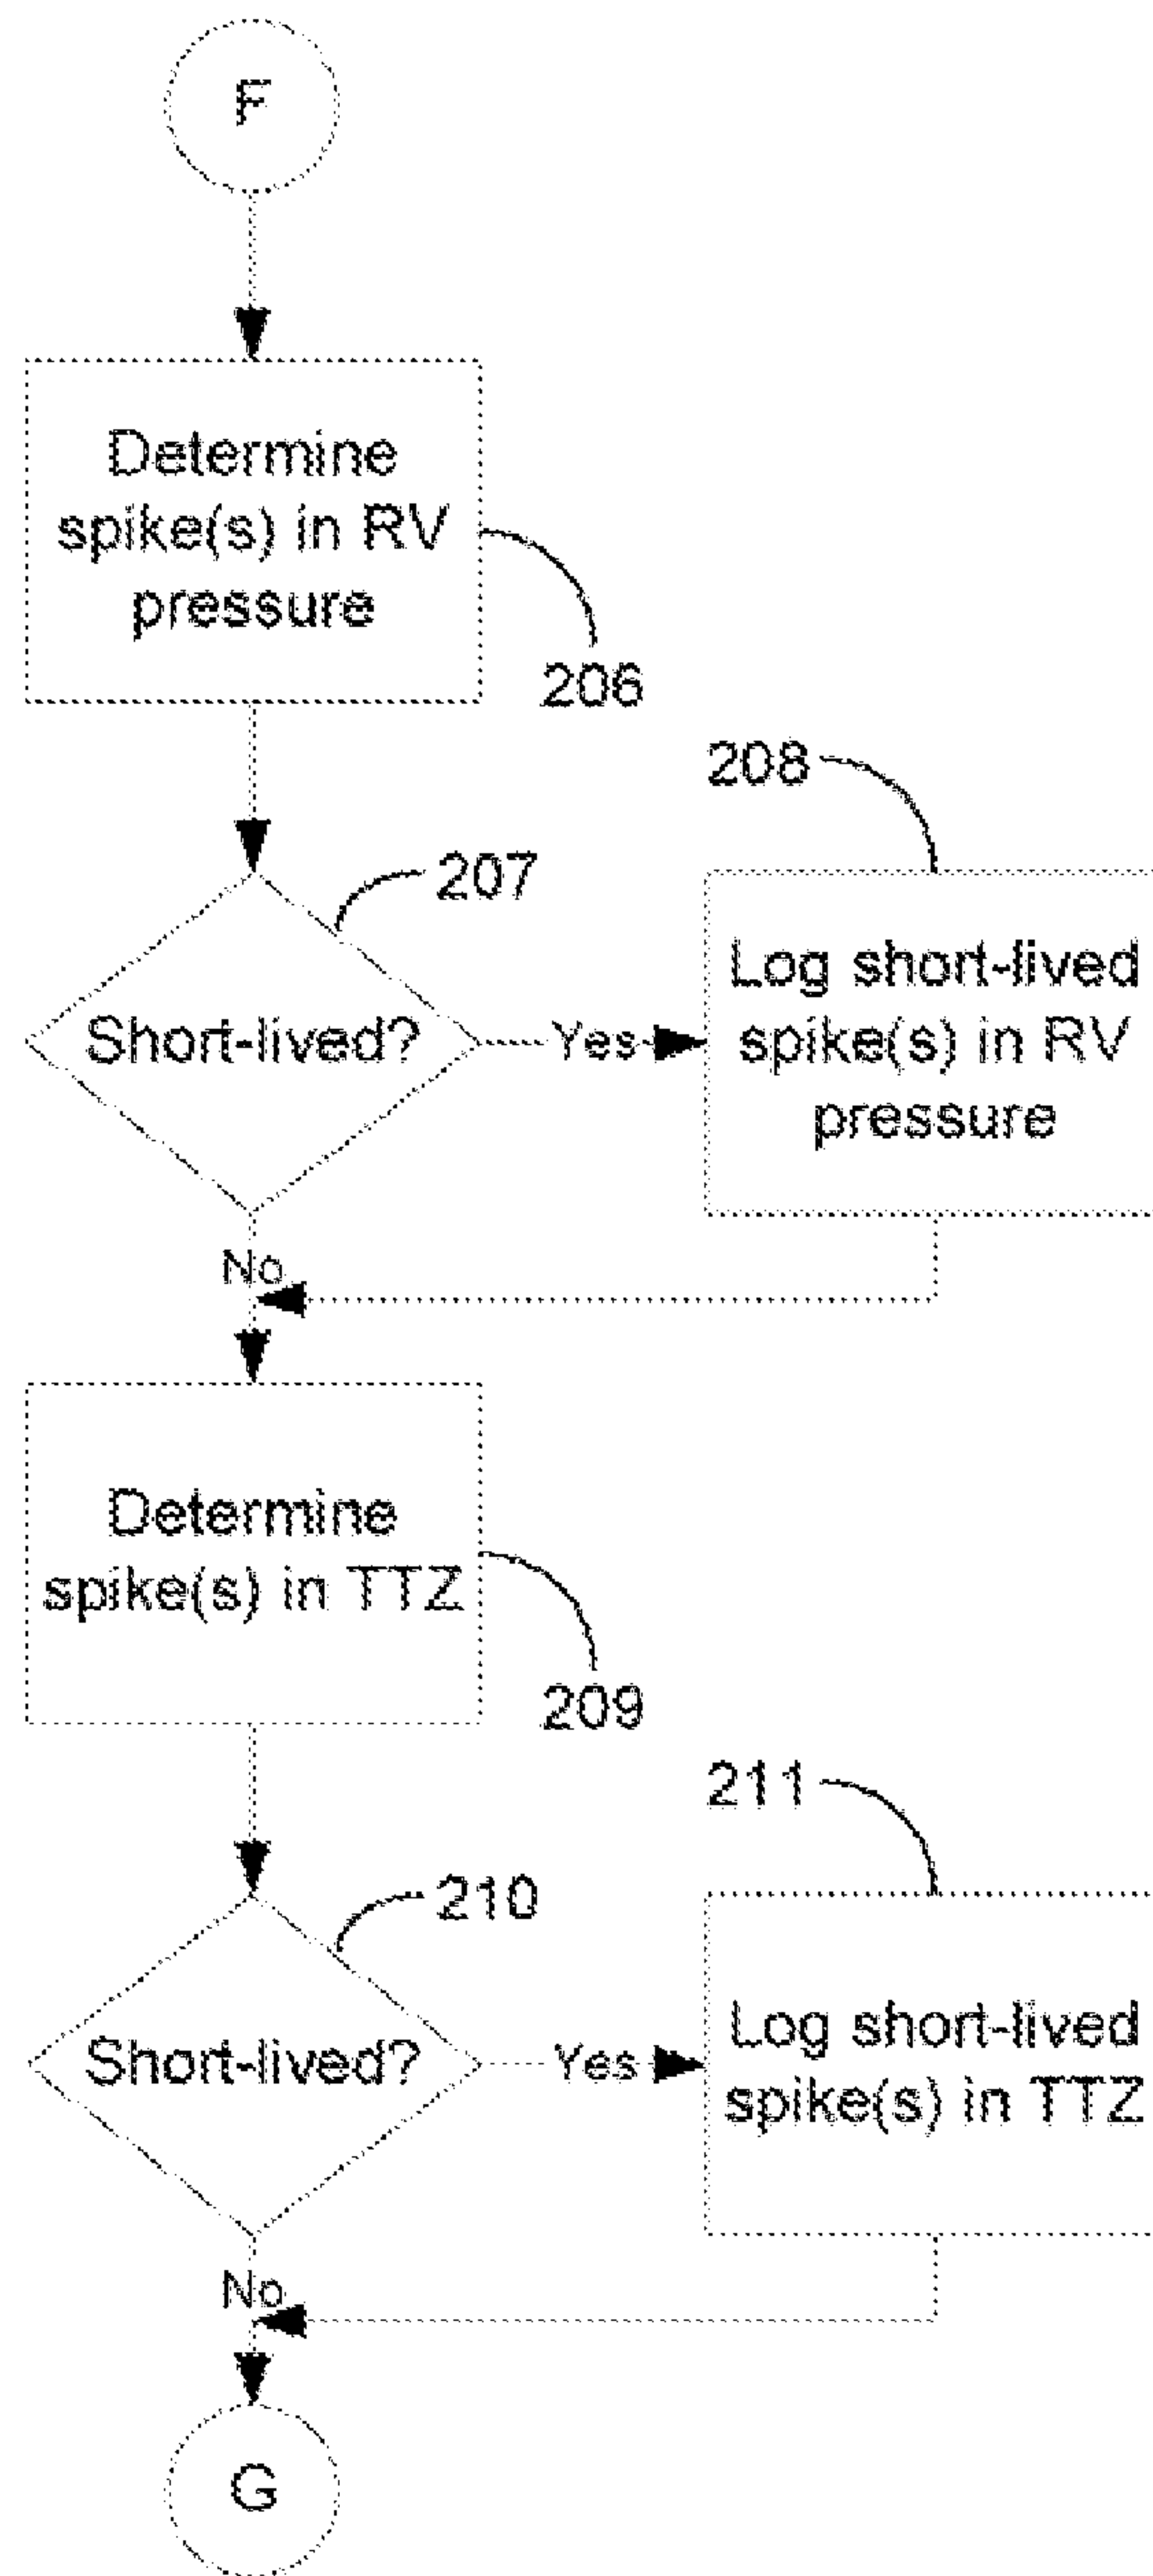 F
Determine
spike(s) in RV
pressure
206
208
207
Short-lived?
Yes
Log short-lived
spike(s) in RV
pressure
No
Determine
spike(s) in TTZ
209
211
210
Short-lived?
Yes
Log short-lived
spike(s) in TTZ
No
G